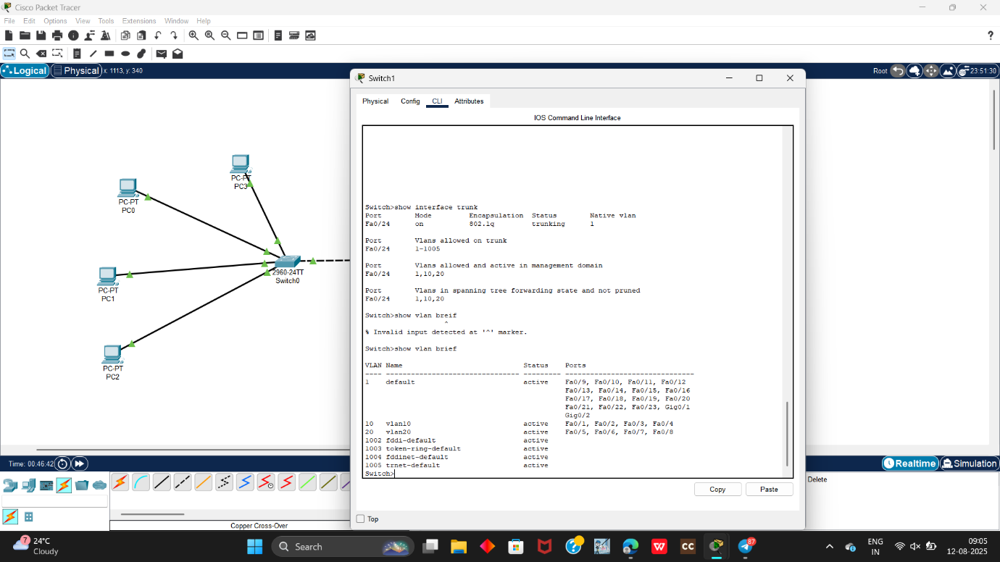 Cisco Packet Tracer
File Edit Options View Tools Extensions Window Help
Logical Physical x: 1113, y: 340
Root 23:51:30
PC-PT
PC3
PC-PT
PC0
PC-PT
PC1
PC-PT
PC2
2960-24TT
Switch0
Switch1
Physical Config CLI Attributes
IOS Command Line Interface
Switch>show interface trunk
Port Mode Encapsulation Status Native vlan
Fa0/24 on 802.1q trunking 1
Port Vlans allowed on trunk
Fa0/24 1-1005
Port Vlans allowed and active in management domain
Fa0/24 1,10,20
Port Vlans in spanning tree forwarding state and not pruned
Fa0/24 1,10,20
Switch>show vlan breif
^
% Invalid input detected at '^' marker.
Switch>show vlan brief
VLAN Name Status Ports
---- -------------------------------- --------- -------------------------------
1 default active Fa0/9, Fa0/10, Fa0/11, Fa0/12
Fa0/13, Fa0/14, Fa0/15, Fa0/16
Fa0/17, Fa0/18, Fa0/19, Fa0/20
Fa0/21, Fa0/22, Fa0/23, Gig0/1
Gig0/2
10 vlan10 active Fa0/1, Fa0/2, Fa0/3, Fa0/4
20 vlan20 active Fa0/5, Fa0/6, Fa0/7, Fa0/8
1002 fddi-default active
1003 token-ring-default active
1004 fddinet-default active
1005 trnet-default active
Switch>
Copy Paste
Top
Time: 00:46:42
Realtime Simulation
Delete
Copper Cross-Over
7
24°C
Cloudy
Search
W
CC
87
ENG
IN
09:05
12-08-2025